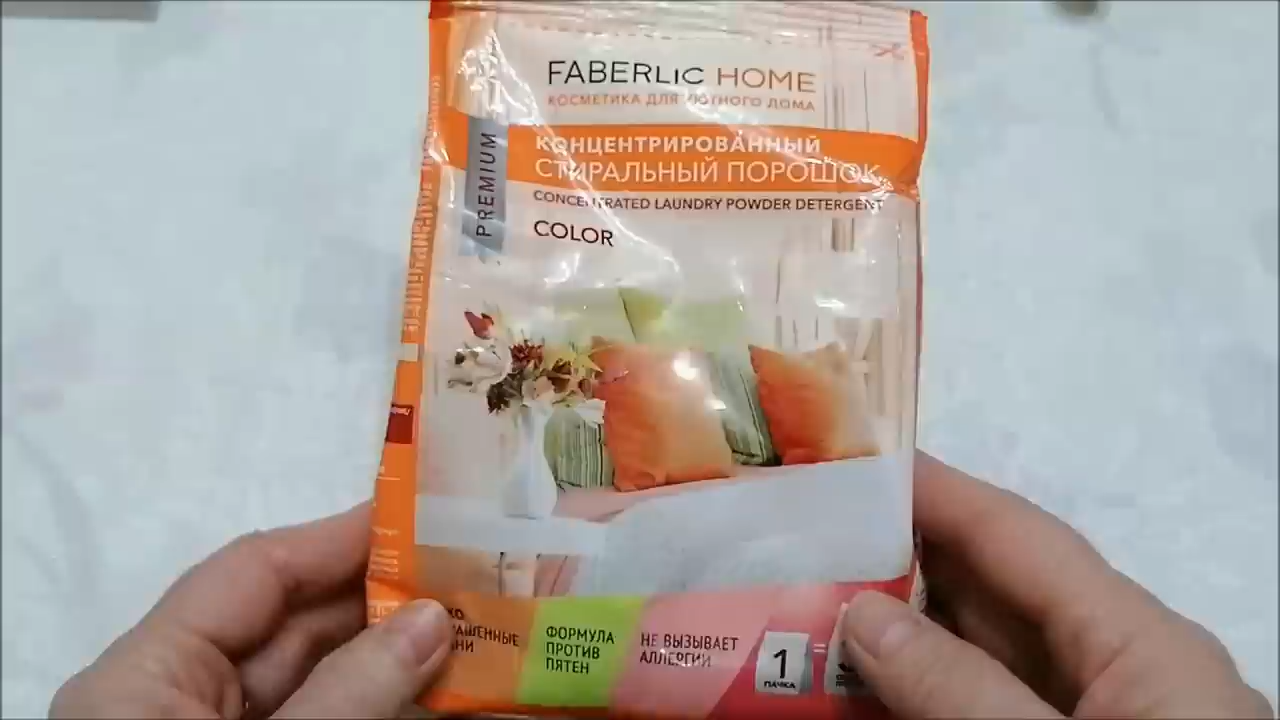 FABERLIC HOME
КОСМЕТИКА ДЛЯ УЮТНОГО ДОМА
PREMIUM
КОНЦЕНТРИРОВАННЫЙ
СТИРАЛЬНЫЙ ПОРОШОК
CONCENTRATED LAUNDRY POWDER DETERGENT
COLOR
ФОРМУЛА
ПРОТИВ
ПЯТЕН
НЕ ВЫЗЫВАЕТ
АЛЛЕРГИИ
1
ПАЧКА
=